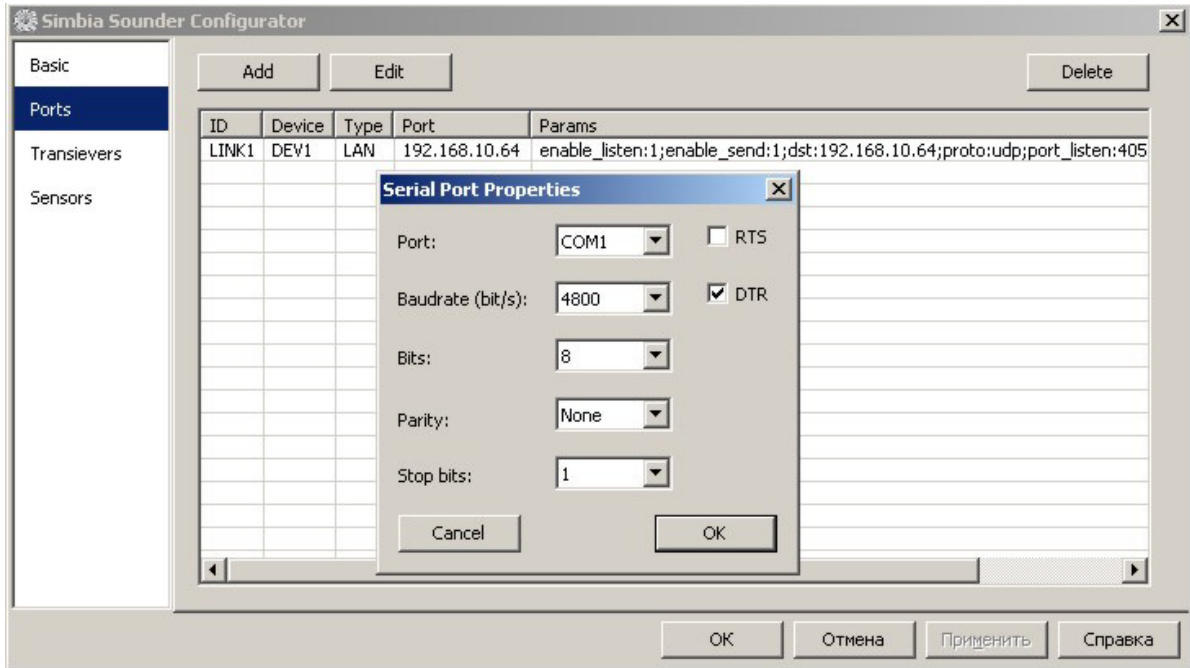 Simbia Sounder Configurator
Basic
Ports
Transievers
Sensors
Add
Edit
Delete
ID Device Type Port Params
LINK1 DEV1 LAN 192.168.10.64 enable_listen:1;enable_send:1;dst:192.168.10.64;proto:udp;port_listen:405
Serial Port Properties
Port: COM1 RTS
Baudrate (bit/s): 4800 DTR
Bits: 8
Parity: None
Stop bits: 1
Cancel OK
OK Отмена Применить Справка